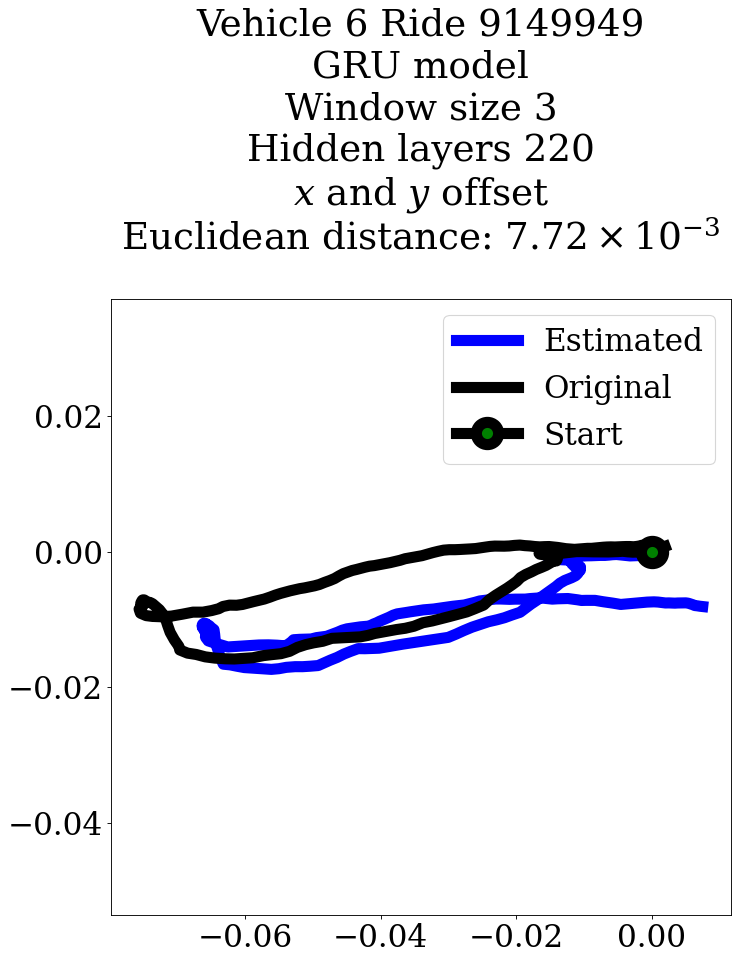 Vehicle 6 Ride 9149949
GRU model
Window size 3
Hidden layers 220
x and y offset
Euclidean distance: 7.72 × 10⁻³
Estimated
Original
Start
0.02
0.00
−0.02
−0.04
−0.06
−0.04
−0.02
0.00